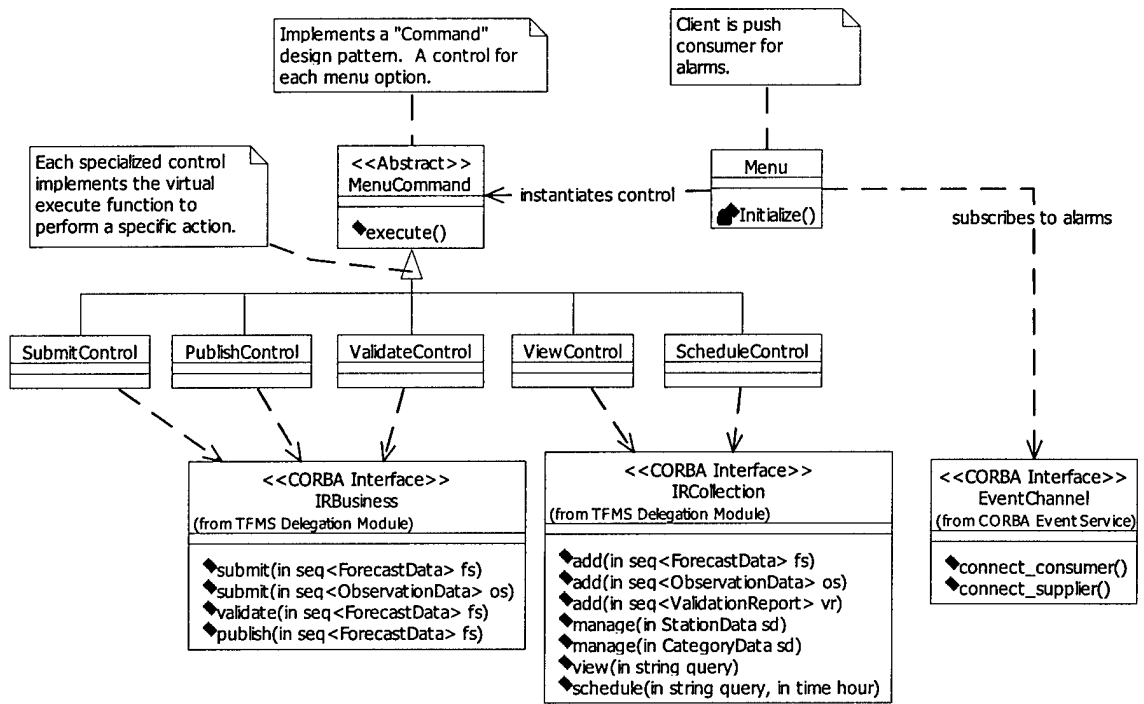 Implements a "Command"
design pattern.  A control for
each menu option.
Client is push
consumer for
alarms.
Each specialized control
implements the virtual
execute function to
perform a specific action.
<<Abstract>>
MenuCommand
execute()
instantiates control
Menu
Initialize()
subscribes to alarms
SubmitControl
PublishControl
ValidateControl
ViewControl
ScheduleControl
<<CORBA Interface>>
IRBusiness
(from TFMS Delegation Module)
submit(in seq<ForecastData> fs)
submit(in seq<ObservationData> os)
validate(in seq<ForecastData> fs)
publish(in seq<ForecastData> fs)
<<CORBA Interface>>
IRCollection
(from TFMS Delegation Module)
add(in seq<ForecastData> fs)
add(in seq<ObservationData> os)
add(in seq<ValidationReport> vr)
manage(in StationData sd)
manage(in CategoryData sd)
view(in string query)
schedule(in string query, in time hour)
<<CORBA Interface>>
EventChannel
(from CORBA EventService)
connect_consumer()
connect_supplier()